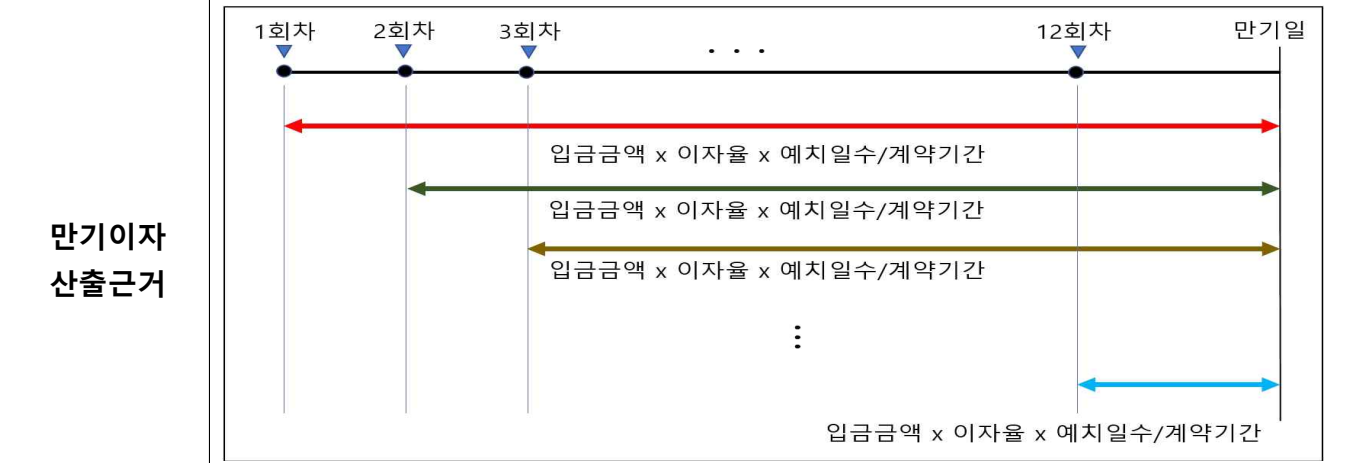 1회차 2회차 3회차 . . . 12회차 만기일
입금금액 x 이자율 x 예치일수/계약기간
입금금액 x 이자율 x 예치일수/계약기간
만기이자
산출근거
입금금액 x 이자율 x 예치일수/계약기간
입금금액 x 이자율 x 예치일수/계약기간